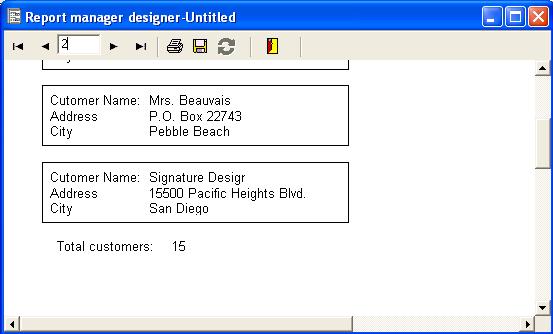 Report manager designer-Untitled
2
Cutomer Name: Mrs. Beauvais
Address P.O. Box 22743
City Pebble Beach
Cutomer Name: Signature Desigr
Address 15500 Pacific Heights Blvd.
City San Diego
Total customers: 15